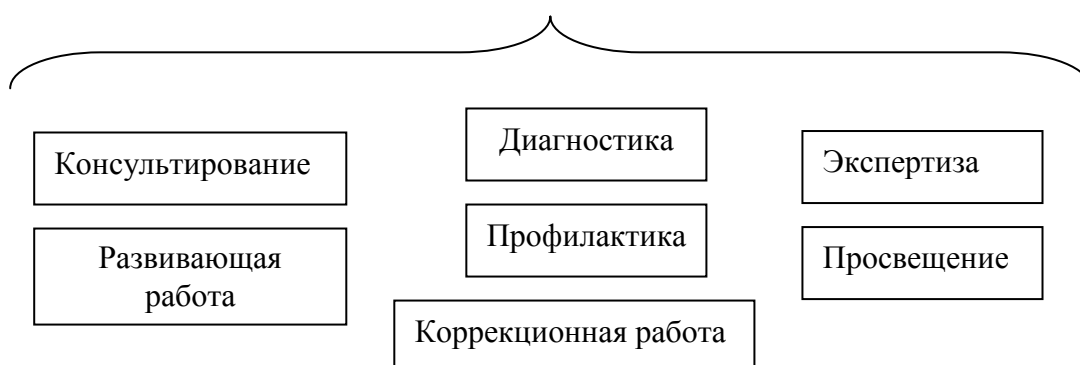 Диагностика
Консультирование
Экспертиза
Профилактика
Развивающая
работа
Просвещение
Коррекционная работа